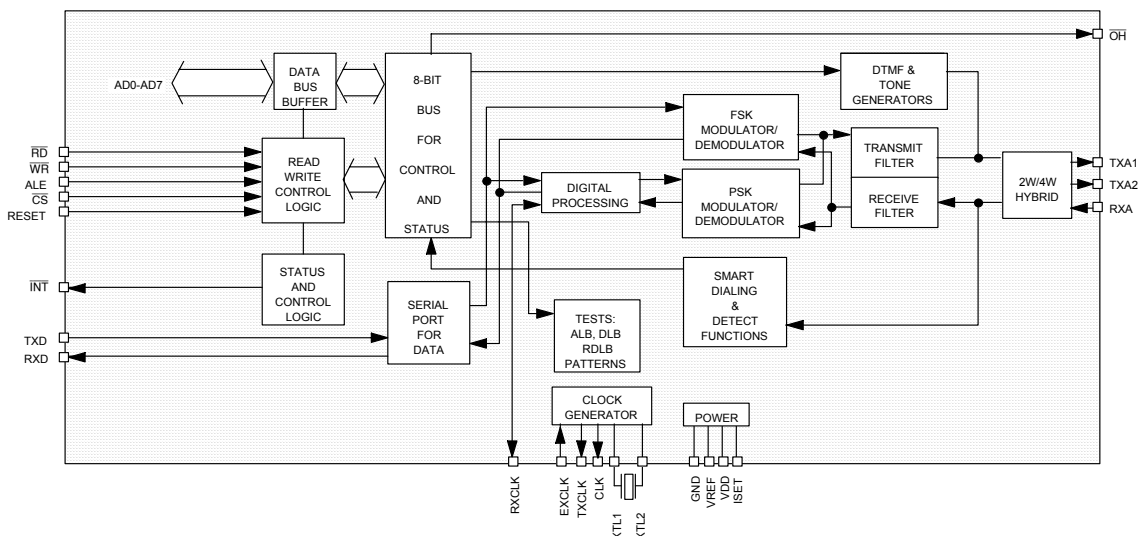 OH
DATA
BUS
BUFFER
AD0-AD7
8-BIT
BUS
FOR
CONTROL
AND
STATUS
DTMF &
TONE
GENERATORS
FSK
MODULATOR/
DEMODULATOR
RD
WR
ALE
CS
RESET
READ
WRITE
CONTROL
LOGIC
DIGITAL
PROCESSING
PSK
MODULATOR/
DEMODULATOR
TRANSMIT
FILTER
RECEIVE
FILTER
2W/4W
HYBRID
TXA1
TXA2
RXA
INT
STATUS
AND
CONTROL
LOGIC
SERIAL
PORT
FOR
DATA
TXD
RXD
TESTS:
ALB, DLB
RDLB
PATTERNS
SMART
DIALING
&
DETECT
FUNCTIONS
CLOCK
GENERATOR
POWER
RXCLK
EXCLK
TXCLK
CLK
XTL1
XTL2
GND
VREF
VDD
ISET